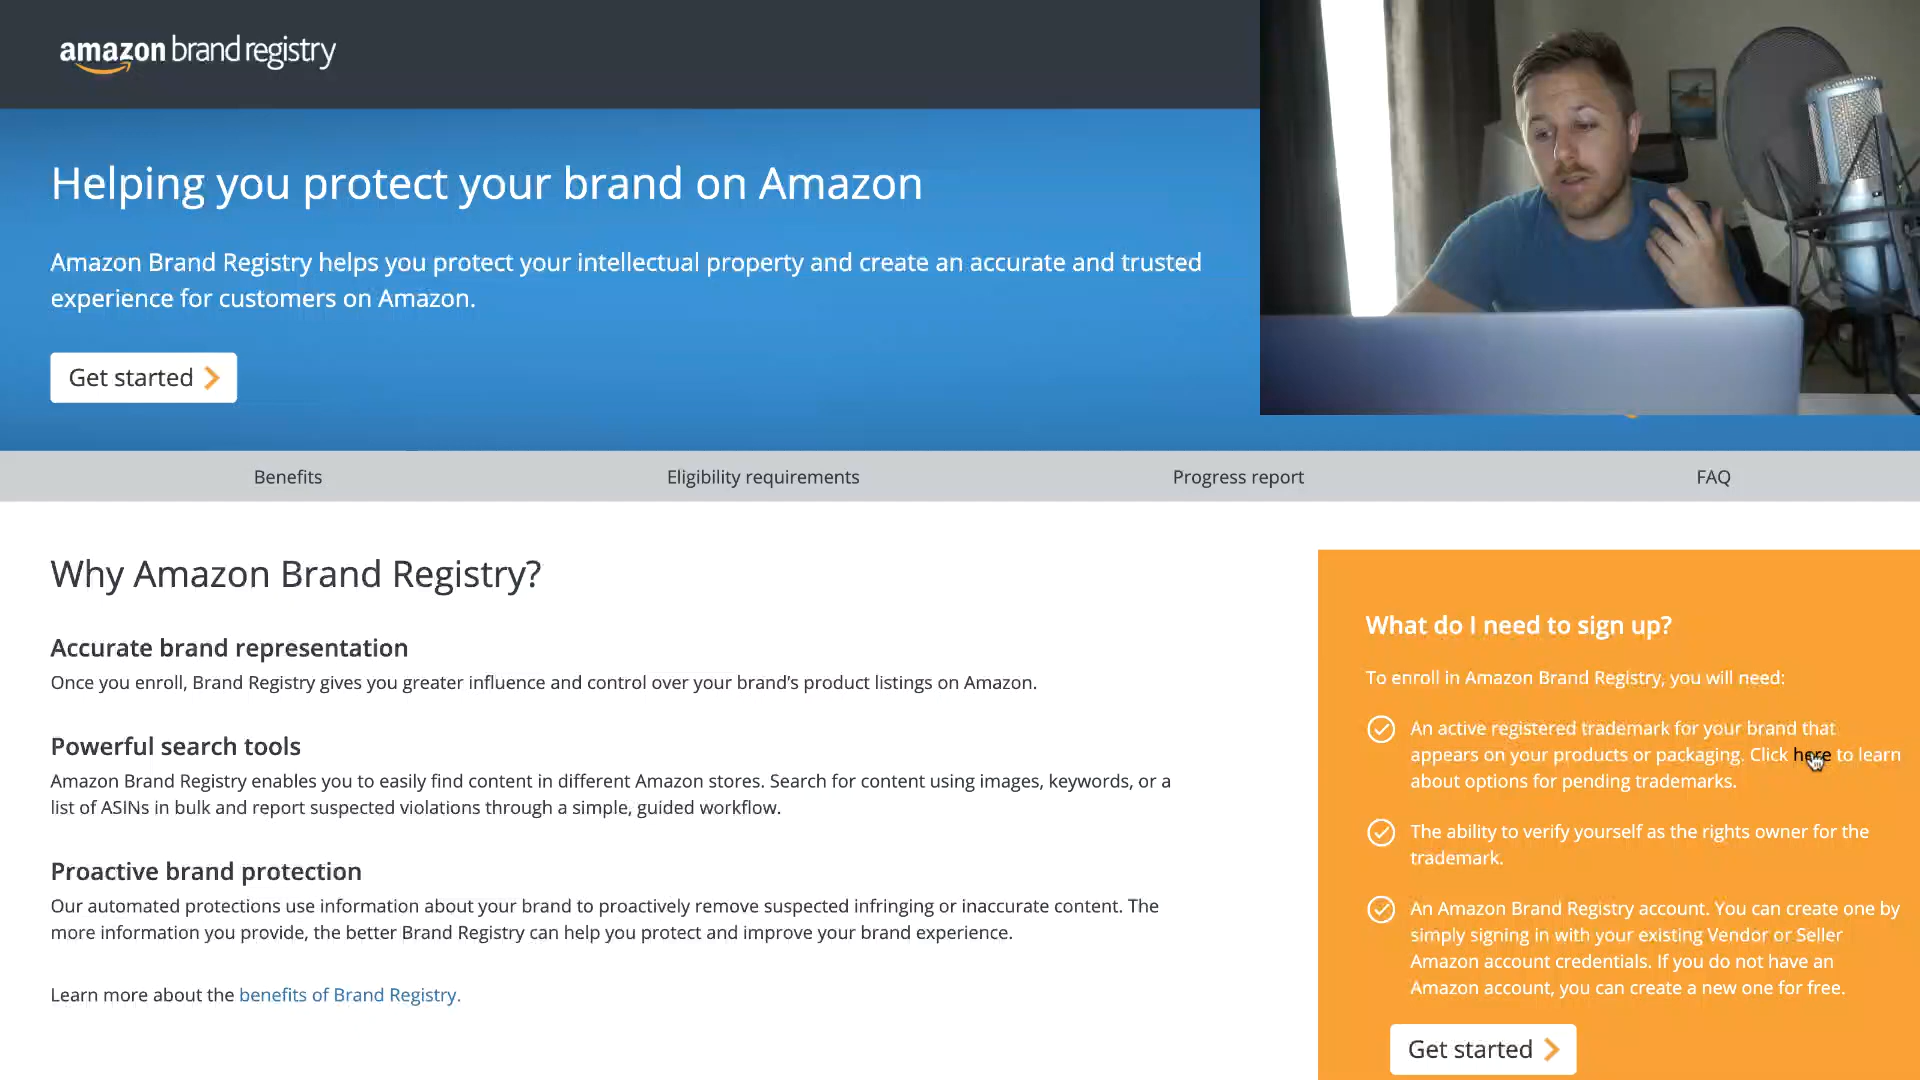 amazon brand registry
Helping you protect your brand on Amazon
Amazon Brand Registry helps you protect your intellectual property and create an accurate and trusted
experience for customers on Amazon.
Get started
Benefits
Eligibility requirements
Progress report
FAQ
Why Amazon Brand Registry?
Accurate brand representation
Once you enroll, Brand Registry gives you greater influence and control over your brand's product listings on Amazon.
Powerful search tools
Amazon Brand Registry enables you to easily find content in different Amazon stores. Search for content using images, keywords, or a
list of ASINs in bulk and report suspected violations through a simple, guided workflow.
Proactive brand protection
Our automated protections use information about your brand to proactively remove suspected infringing or inaccurate content. The
more information you provide, the better Brand Registry can help you protect and improve your brand experience.
Learn more about the benefits of Brand Registry.
What do I need to sign up?
To enroll in Amazon Brand Registry, you will need:
An active registered trademark for your brand that
appears on your products or packaging. Click here to learn
about options for pending trademarks.
The ability to verify yourself as the rights owner for the
trademark.
An Amazon Brand Registry account. You can create one by
simply signing in with your existing Vendor or Seller
Amazon account credentials. If you do not have an
Amazon account, you can create a new one for free.
Get started